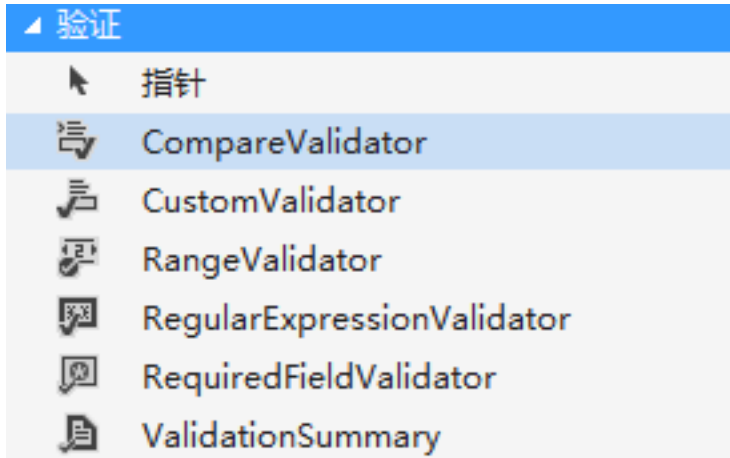 验证
指针
CompareValidator
CustomValidator
RangeValidator
RegularExpressionValidator
RequiredFieldValidator
ValidationSummary